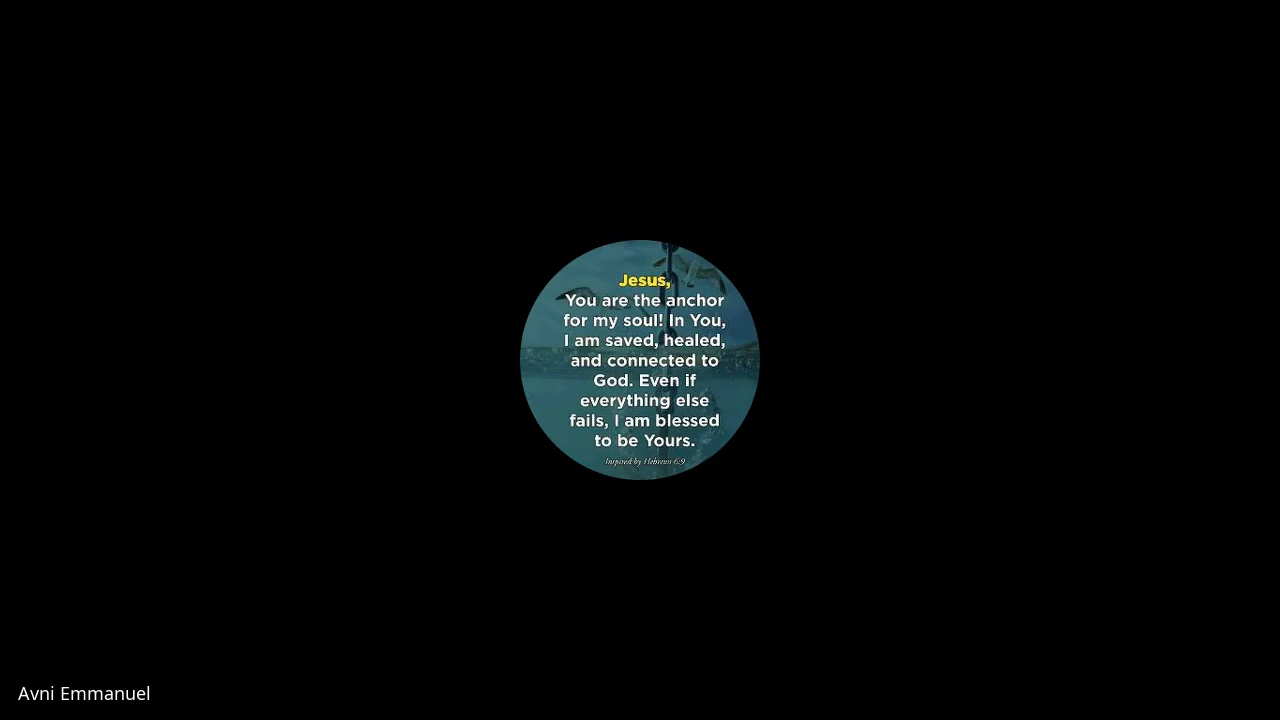 Jesus,
You are the anchor
for my soul! In You,
I am saved, healed,
and connected to
God. Even if
everything else
fails, I am blessed
to be Yours.
Inspired by Hebrews 6:9
Avni Emmanuel